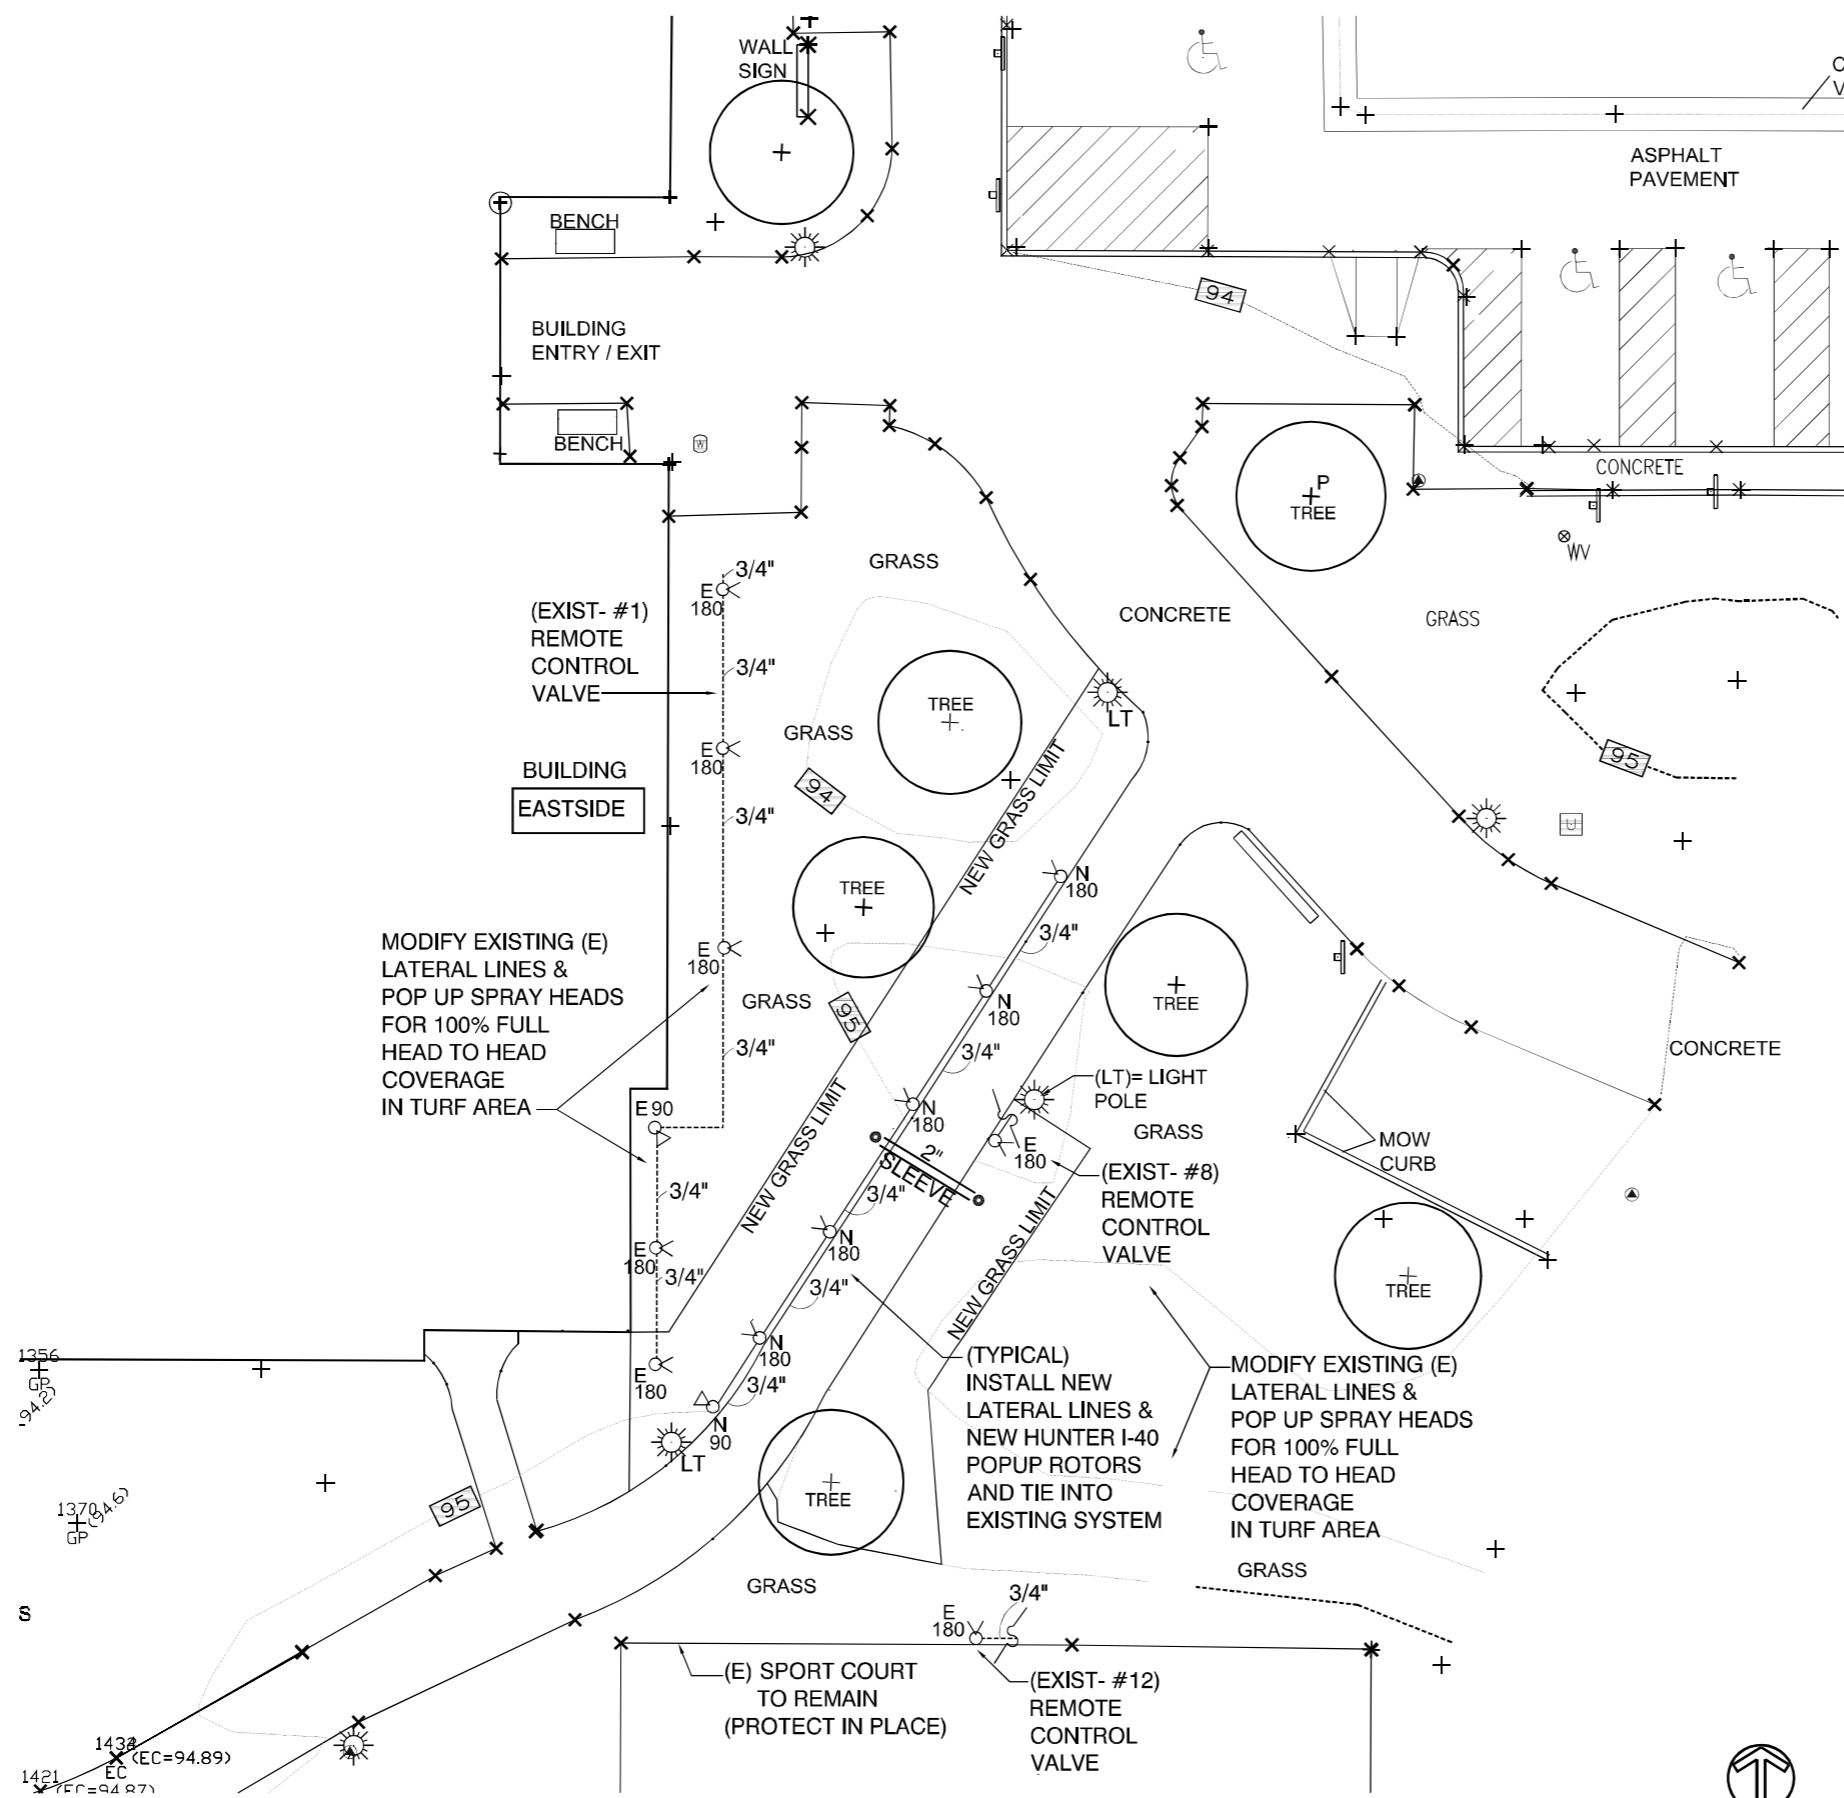 WALL
SIGN
C
V
ASPHALT
PAVEMENT
BENCH
94
BUILDING
ENTRY / EXIT
BENCH
W
CONCRETE
P
TREE
WV
GRASS
3/4"
E
180
(EXIST- #1)
REMOTE
CONTROL
VALVE
CONCRETE
GRASS
3/4"
TREE
LT
GRASS
E
180
NEW GRASS LIMIT
95
BUILDING
EASTSIDE
94
3/4"
U
TREE
N
180
MODIFY EXISTING (E)
LATERAL LINES &
POP UP SPRAY HEADS
FOR 100% FULL
HEAD TO HEAD
COVERAGE
IN TURF AREA
E
180
3/4"
GRASS
95
N
180
TREE
3/4"
3/4"
CONCRETE
NEW GRASS LIMIT
(LT)= LIGHT
POLE
E 90
N
180
GRASS
MOW
CURB
2"
SLEEVE
E
180
(EXIST- #8)
REMOTE
CONTROL
VALVE
3/4"
3/4"
NEW GRASS LIMIT
N
180
E
180
3/4"
3/4"
TREE
N
180
(TYPICAL)
INSTALL NEW
LATERAL LINES &
NEW HUNTER I-40
POPUP ROTORS
AND TIE INTO
EXISTING SYSTEM
MODIFY EXISTING (E)
LATERAL LINES &
POP UP SPRAY HEADS
FOR 100% FULL
HEAD TO HEAD
COVERAGE
IN TURF AREA
1356
GP
-94.2)
E
180
3/4"
N
90
LT
95
TREE
1370
(94.6)
GP
GRASS
GRASS
3/4"
S
E
180
(E) SPORT COURT
TO REMAIN
(PROTECT IN PLACE)
(EXIST- #12)
REMOTE
CONTROL
VALVE
(EC=94.89)
EC
1421
(EC=94.87)